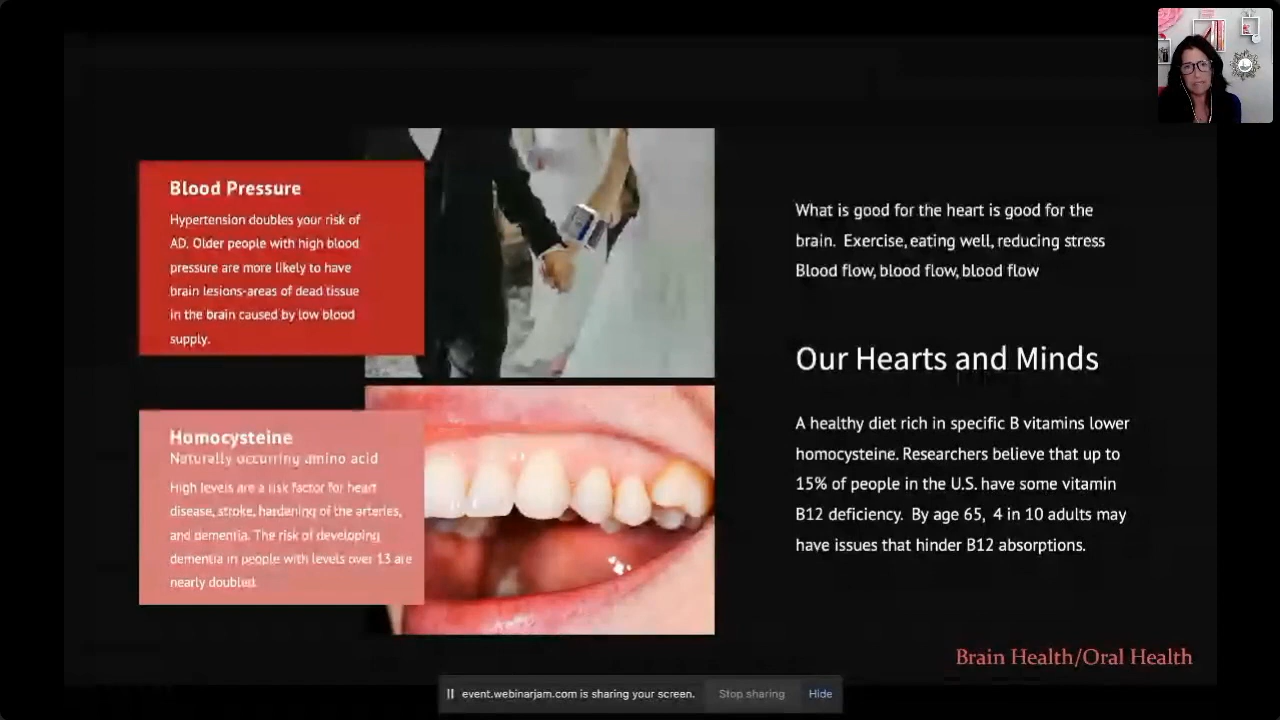 Blood Pressure
Hypertension doubles your risk of
AD. Older people with high blood
pressure are more likely to have
brain lesions-areas of dead tissue
in the brain caused by low blood
supply.
Homocysteine
Naturally occurring amino acid
High levels are a risk factor for heart
disease, stroke, hardening of the arteries,
and dementia. The risk of developing
dementia in people with levels over 13 are
nearly doubled.
What is good for the heart is good for the
brain. Exercise, eating well, reducing stress
Blood flow, blood flow, blood flow
Our Hearts and Minds
A healthy diet rich in specific B vitamins lower
homocysteine. Researchers believe that up to
15% of people in the U.S. have some vitamin
B12 deficiency. By age 65, 4 in 10 adults may
have issues that hinder B12 absorptions.
Brain Health/Oral Health
event.webinarjam.com is sharing your screen.
Stop sharing
Hide